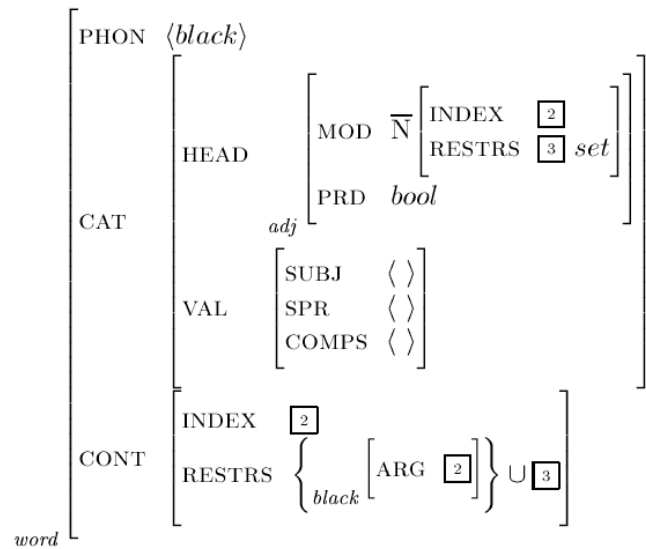 PHON ⟨black⟩
MOD N̅ INDEX 2
RESTRS 3 set
HEAD
PRD bool
adj
CAT
SUBJ ⟨ ⟩
VAL SPR ⟨ ⟩
COMPS ⟨ ⟩
INDEX 2
CONT
RESTRS { black [ARG 2] } ∪ 3
word